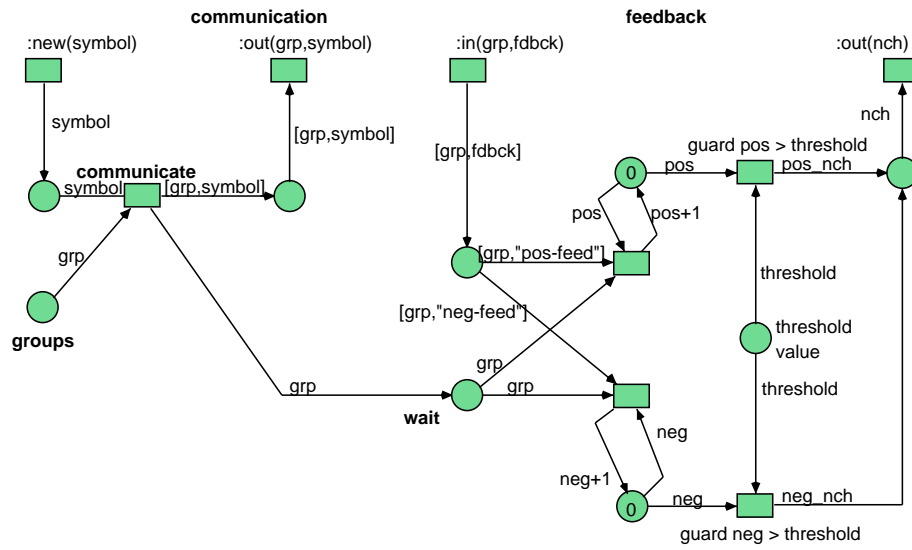 communication
feedback
:new(symbol)
:out(grp,symbol)
:in(grp,fdbck)
:out(nch)
symbol
[grp,symbol]
nch
[grp,fdbck]
guard pos > threshold
communicate
symbol
[grp,symbol]
0
pos
pos_nch
pos
pos+1
grp
[grp,"pos-feed"]
threshold
[grp,"neg-feed"]
groups
threshold
value
grp
grp
grp
threshold
wait
neg
neg+1
0
neg
neg_nch
guard neg > threshold